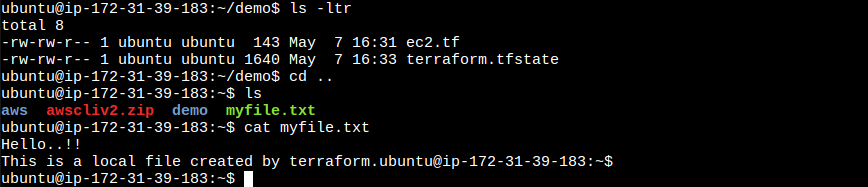 ubuntu@ip-172-31-39-183:~/demo$ ls -ltr
total 8
-rw-rw-r-- 1 ubuntu ubuntu  143 May  7 16:31 ec2.tf
-rw-rw-r-- 1 ubuntu ubuntu 1640 May  7 16:33 terraform.tfstate
ubuntu@ip-172-31-39-183:~/demo$ cd ..
ubuntu@ip-172-31-39-183:~$ ls
aws  awscliv2.zip  demo  myfile.txt
ubuntu@ip-172-31-39-183:~$ cat myfile.txt
Hello..!!
This is a local file created by terraform.ubuntu@ip-172-31-39-183:~$
ubuntu@ip-172-31-39-183:~$